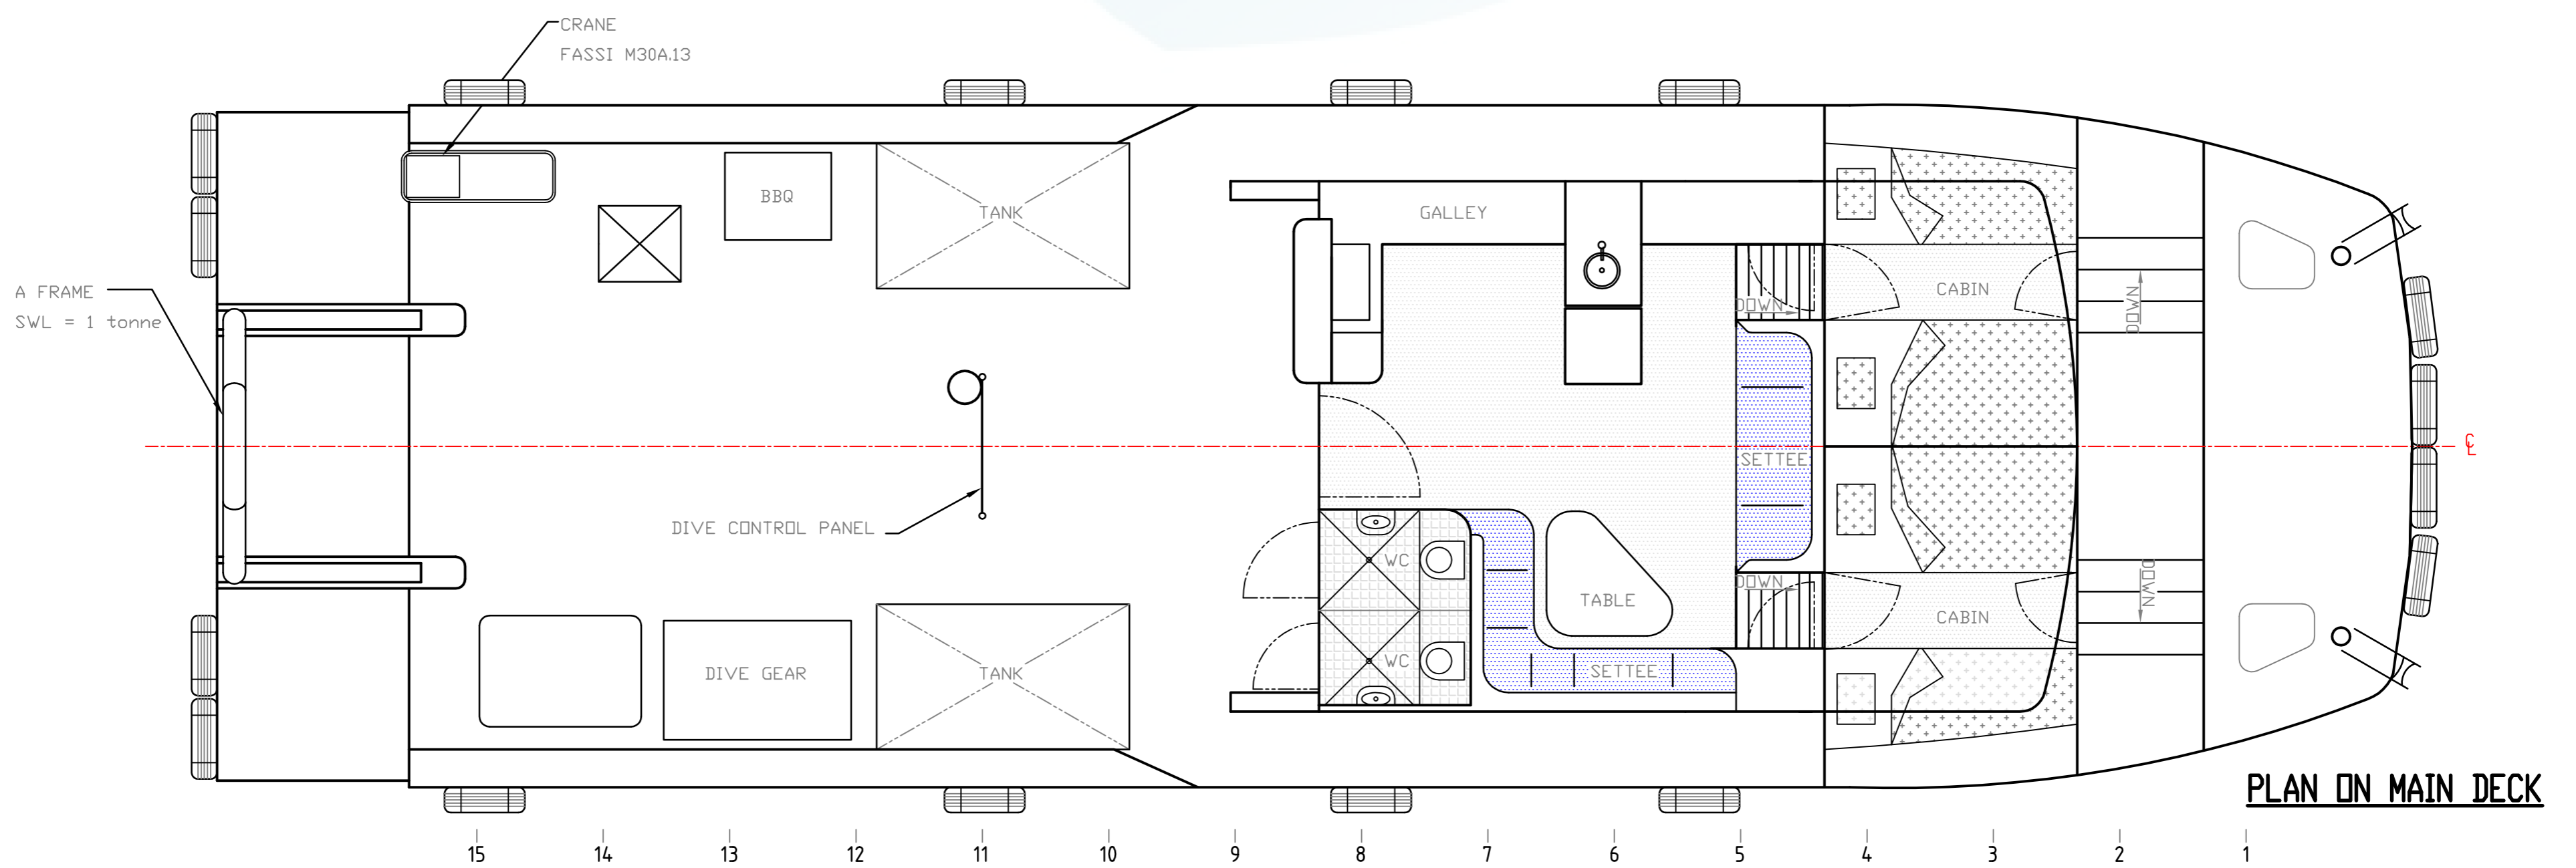 CRANE
FASSI M30A.13
BBQ
TANK
GALLEY
A FRAME
SWL = 1 tonne
DOWN
CABIN
DOWN
SETTEE
℄
DIVE CONTROL PANEL
WC
DOWN
DOWN
TABLE
CABIN
DIVE GEAR
TANK
WC
SETTEE
PLAN ON MAIN DECK
15 14 13 12 11 10 9 8 7 6 5 4 3 2 1